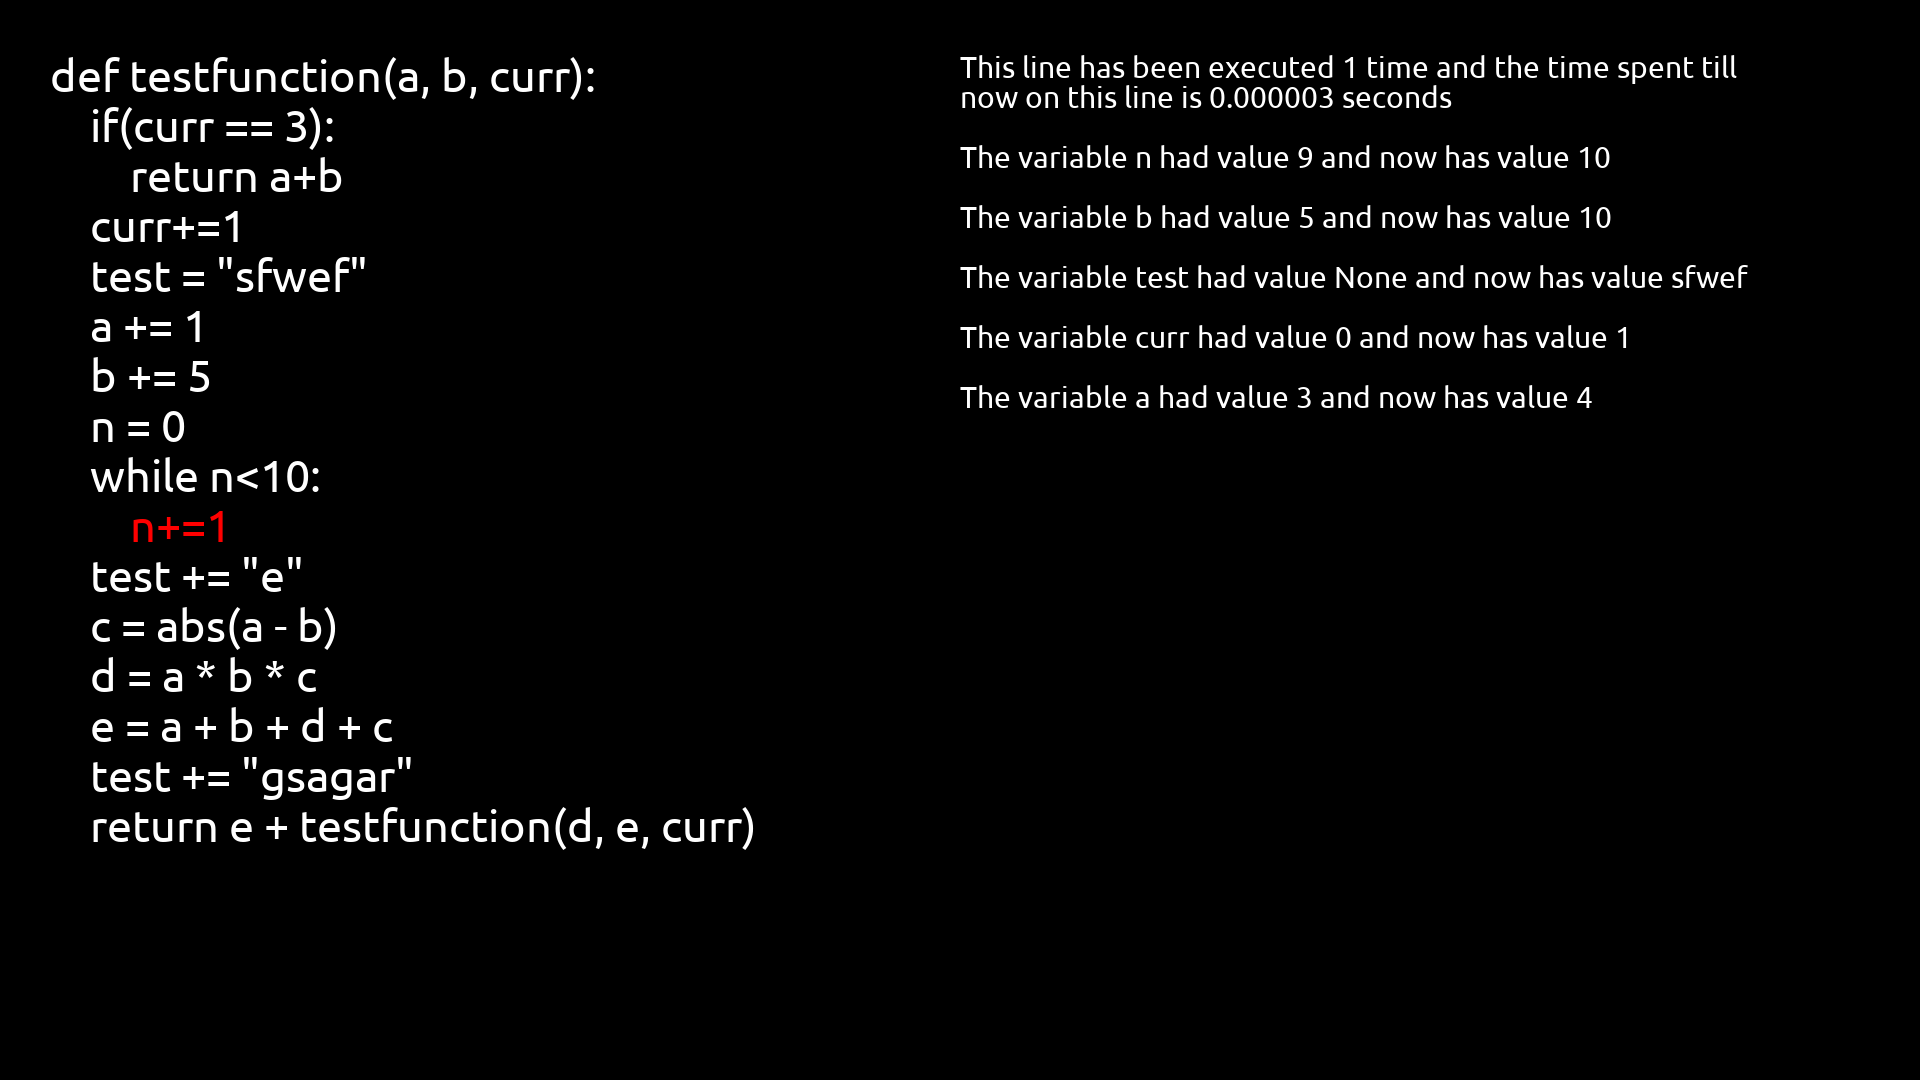 def testfunction(a, b, curr):
if(curr == 3):
return a+b
curr+=1
test = "sfwef"
a += 1
b += 5
n = 0
while n<10:
n+=1
test += "e"
c = abs(a - b)
d = a * b * c
e = a + b + d + c
test += "gsagar"
return e + testfunction(d, e, curr)
This line has been executed 1 time and the time spent till
now on this line is 0.000003 seconds
The variable n had value 9 and now has value 10
The variable b had value 5 and now has value 10
The variable test had value None and now has value sfwef
The variable curr had value 0 and now has value 1
The variable a had value 3 and now has value 4